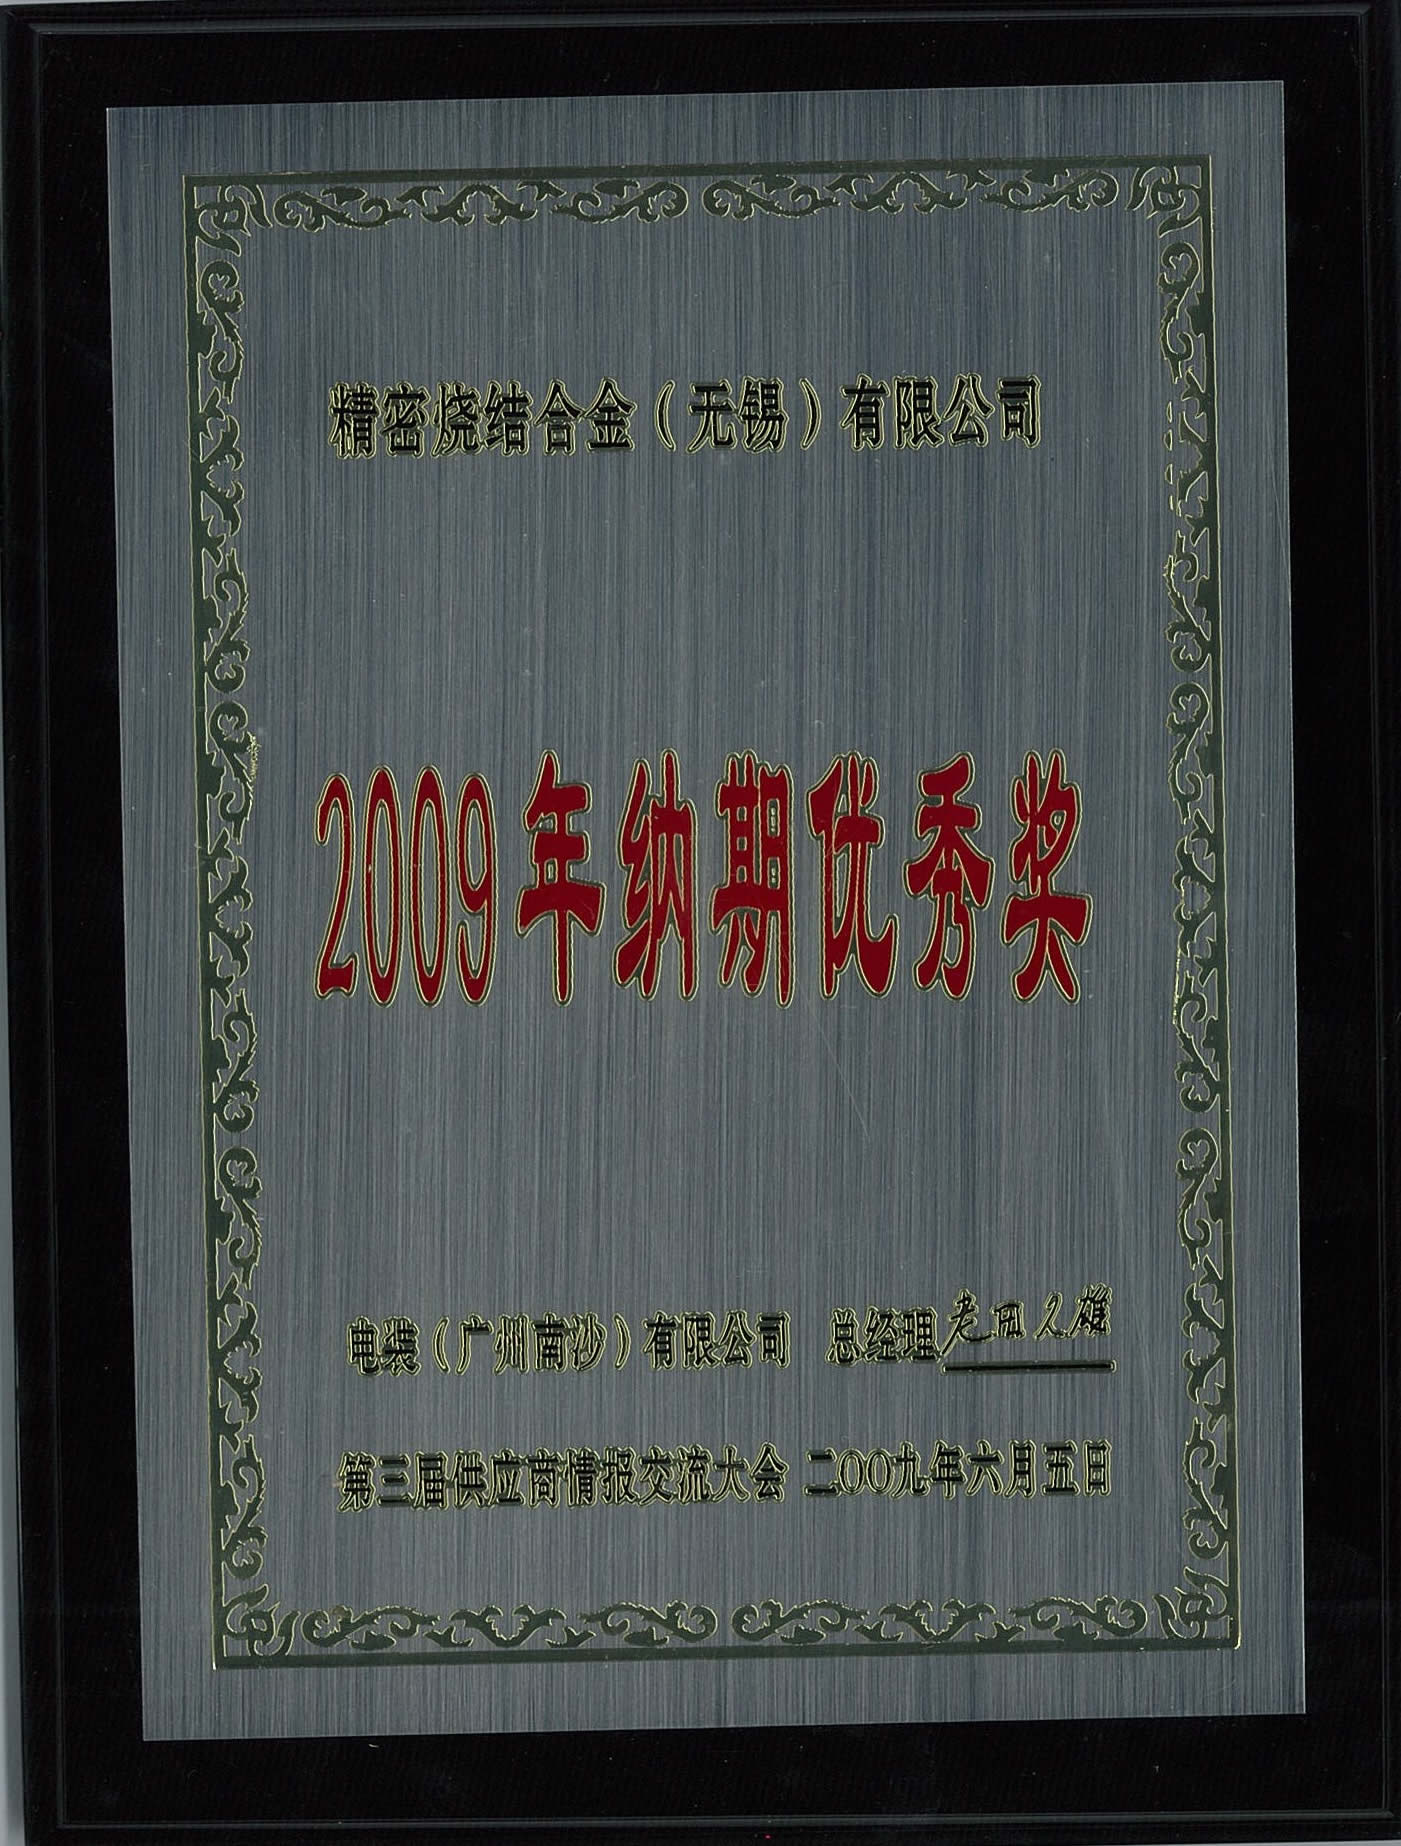 精密烧结合金（无锡）有限公司
2009年纳期优秀奖
电装（广州南沙）有限公司 总经理
第三届供应商情报交流大会 二〇〇九年六月五日